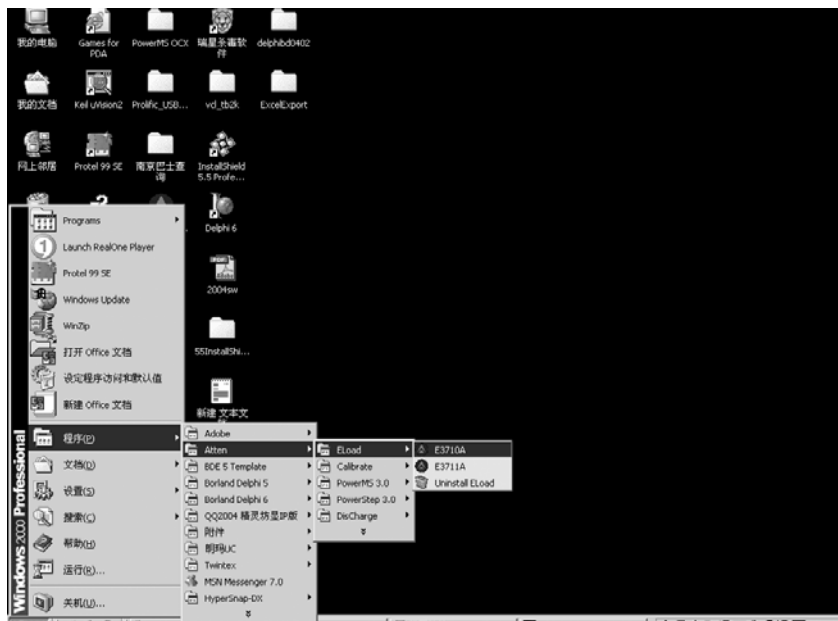 我的电脑
Games for PDA
PowerMS OCX
瑞星杀毒软件
delphibd0402
我的文档
Keil uVision2
Prolific_USB...
vd_tb2k
ExcelExport
网上邻居
Protel 99 SE
南京巴士查询
InstallShield 5.5 Profe...
Delphi 6
2004sw
55InstallShi...
新建 文本文
Programs
Launch RealOne Player
Protel 99 SE
Windows Update
WinZip
打开 Office 文档
设定程序访问和默认值
新建 Office 文档
程序(P)
文档(D)
设置(S)
搜索(C)
帮助(H)
运行(R)...
关机(U)...
Windows 2000 Professional
Adobe
Atten
BDE 5 Template
Borland Delphi 5
Borland Delphi 6
QQ2004 精灵坊显IP版
附件
朗玛UC
Twintex
MSN Messenger 7.0
HyperSnap-DX
ELoad
Calibrate
PowerMS 3.0
PowerStep 3.0
DisCharge
E3710A
E3711A
Uninstall ELoad